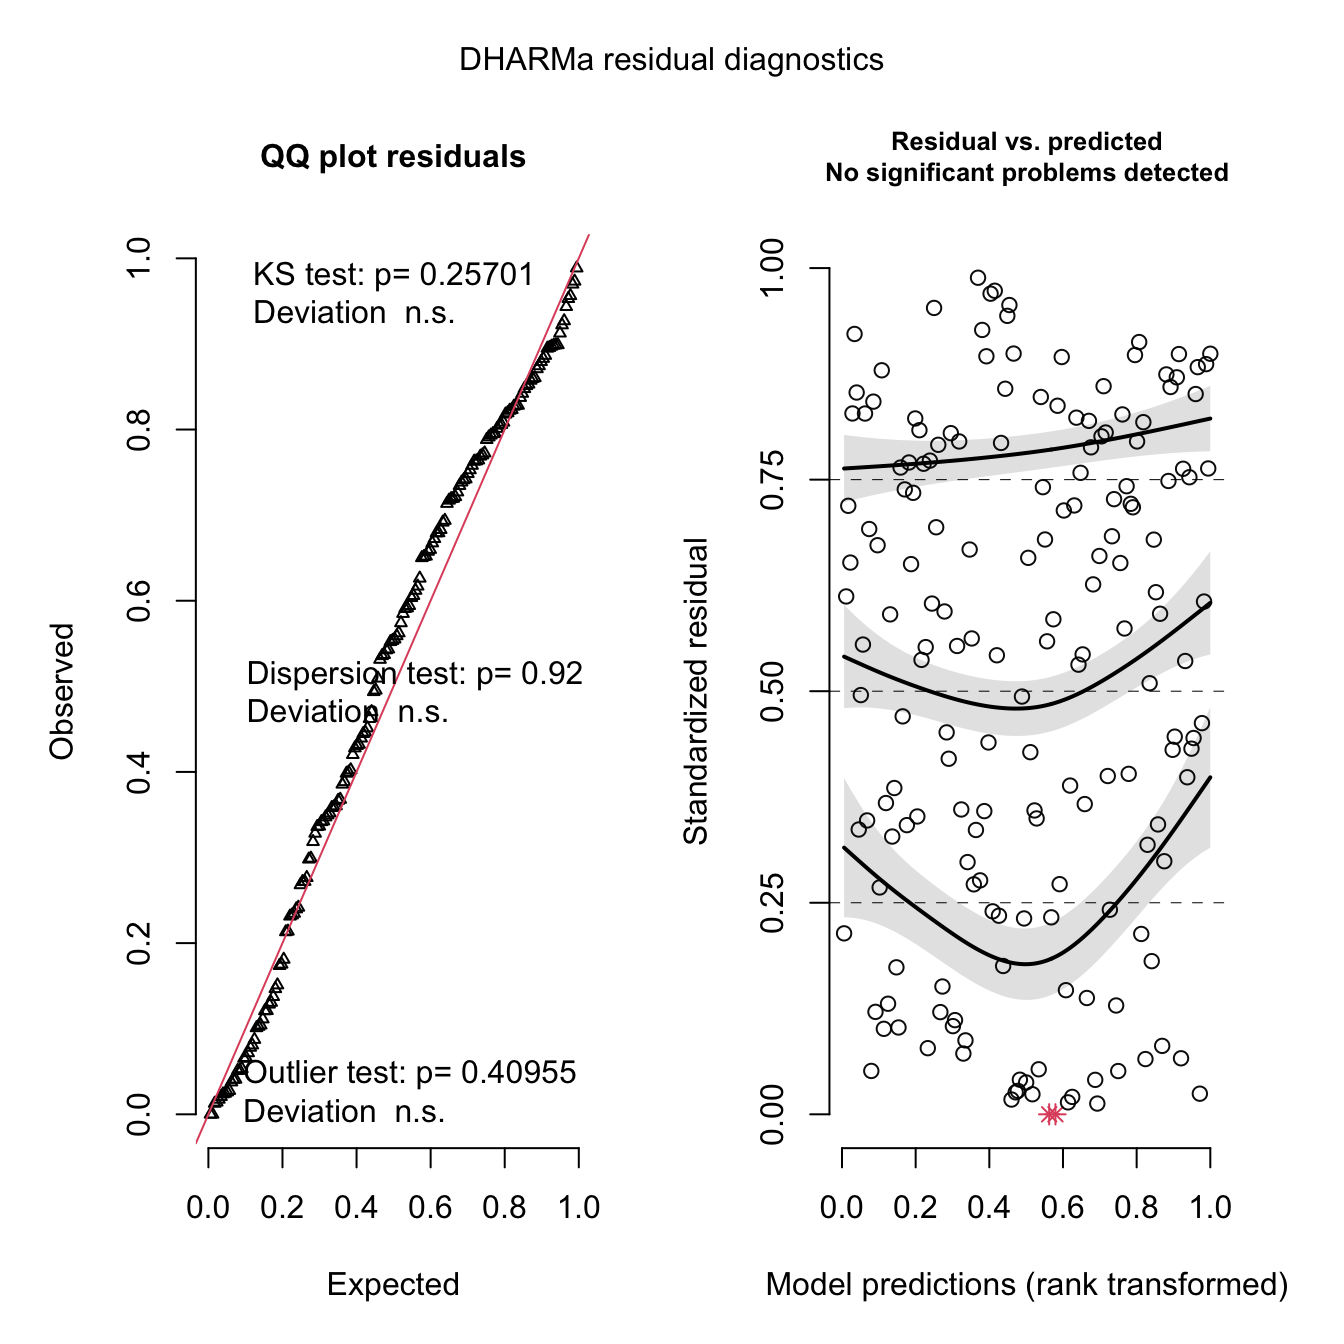 DHARMa residual diagnostics
QQ plot residuals
KS test: p= 0.25701
Deviation n.s.
Dispersion test: p= 0.92
Deviation n.s.
Outlier test: p= 0.40955
Deviation n.s.
Observed
0.0 0.2 0.4 0.6 0.8 1.0
0.0 0.2 0.4 0.6 0.8 1.0
Expected
Residual vs. predicted
No significant problems detected
Standardized residual
0.00 0.25 0.50 0.75 1.00
0.0 0.2 0.4 0.6 0.8 1.0
Model predictions (rank transformed)